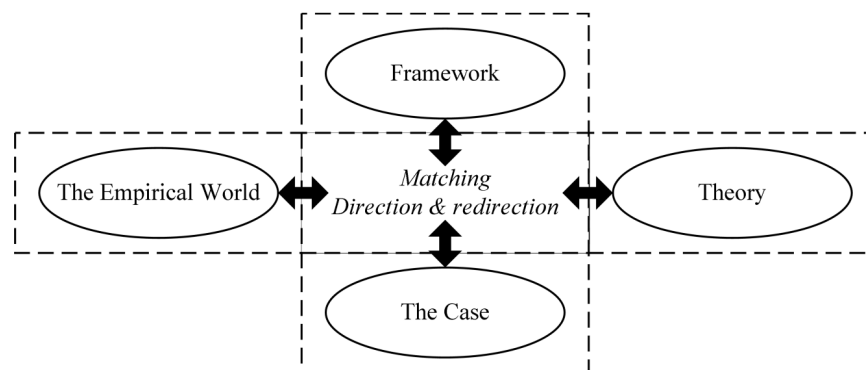 Framework
The Empirical World
Matching
Direction & redirection
Theory
The Case